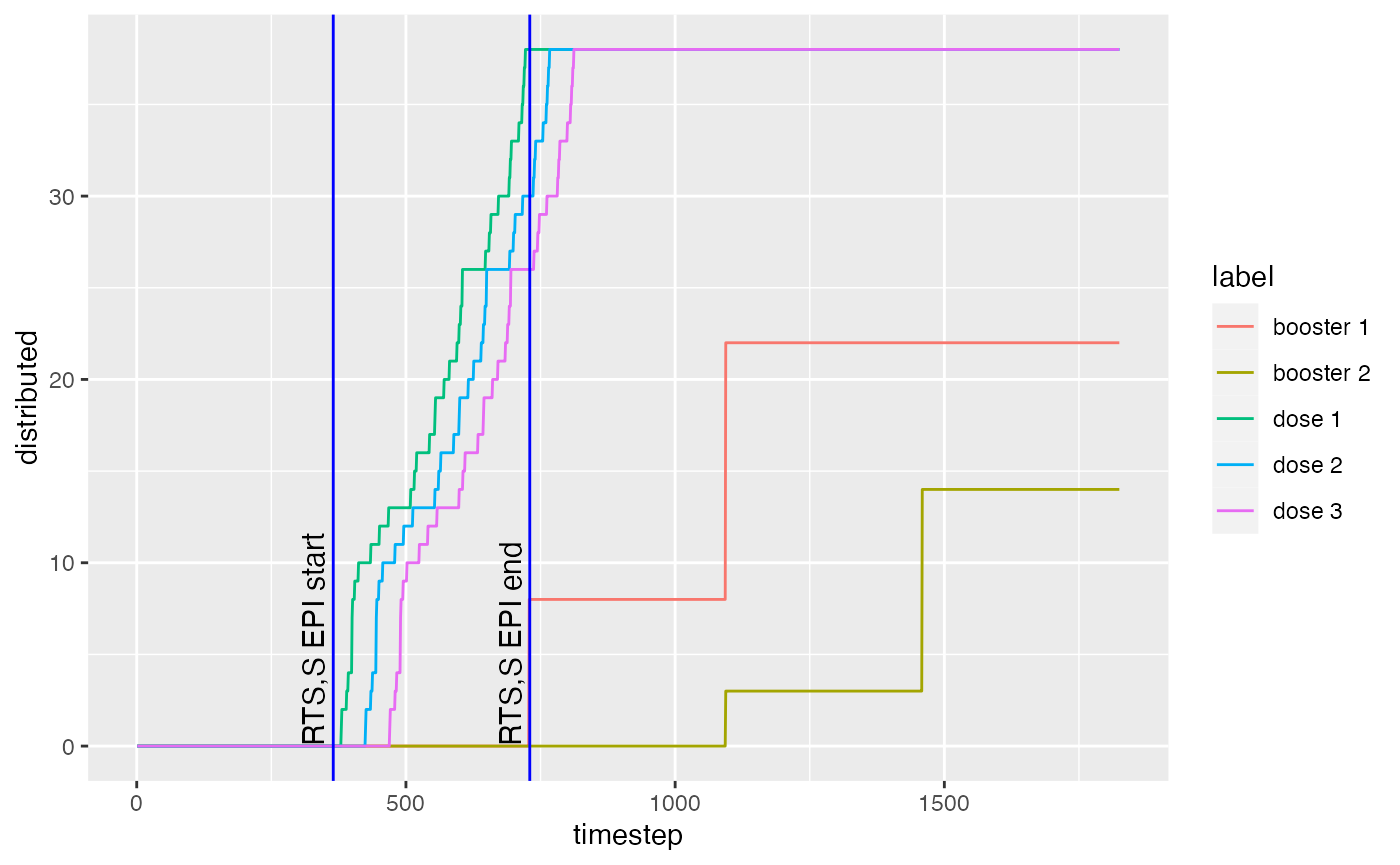 distributed
30
20
10
0
RTS,S EPI start
RTS,S EPI end
0
500
1000
1500
timestep
label
booster 1
booster 2
dose 1
dose 2
dose 3